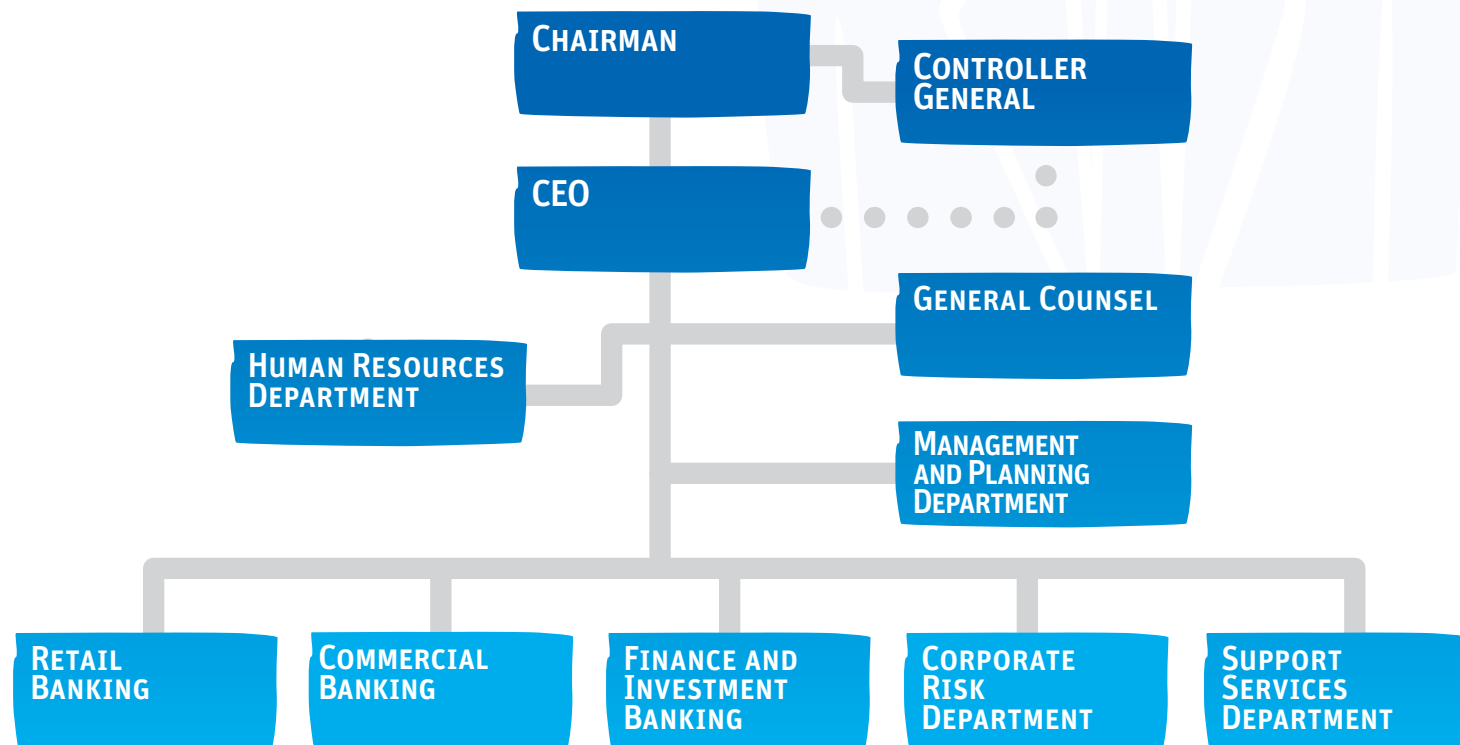 Chairman
Controller
General
CEO
General Counsel
Human Resources
Department
Management
and Planning
Department
Retail
Banking
Commercial
Banking
Finance and
Investment
Banking
Corporate
Risk
Department
Support
Services
Department